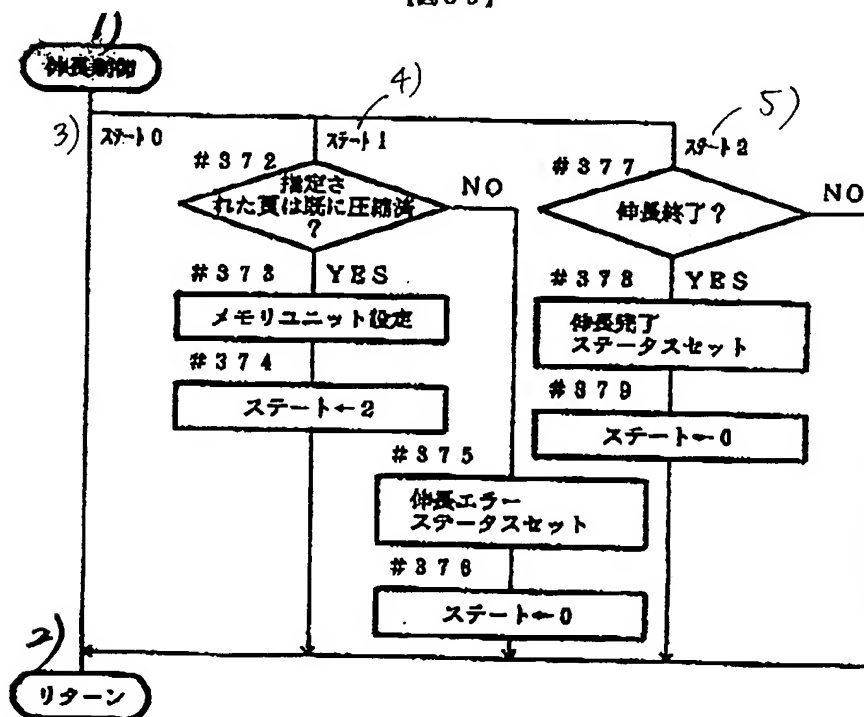 1)
伸長制御
3)
ステート0
4)
ステート1
5)
ステート2
#372
指定さ
れた頁は既に圧縮済
?
NO
#373
YES
メモリユニット設定
#374
ステート←2
#375
伸長エラー
ステータスセット
#376
ステート←0
#377
伸長終了?
NO
#378
YES
伸長完了
ステータスセット
#379
ステート←0
2)
リターン